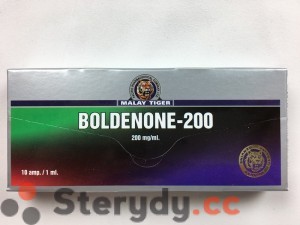 MALAY TIGER
BOLDENONE-200
200 mg/ml.
10 amp. / 1 ml.
Sterydy.cc